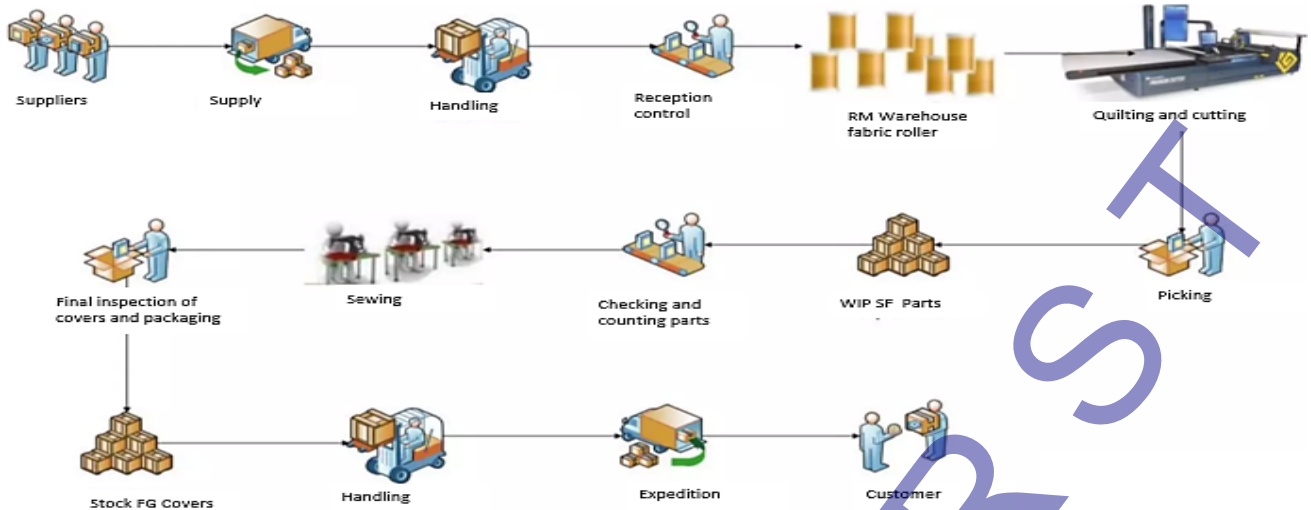 Suppliers
Supply
Handling
Reception
control
RM Warehouse
fabric roller
Quilting and cutting
Final inspection of
covers and packaging
Sewing
Checking and
counting parts
WIP SF Parts
Picking
Stock FG Covers
Handling
Expedition
Customer
R S T